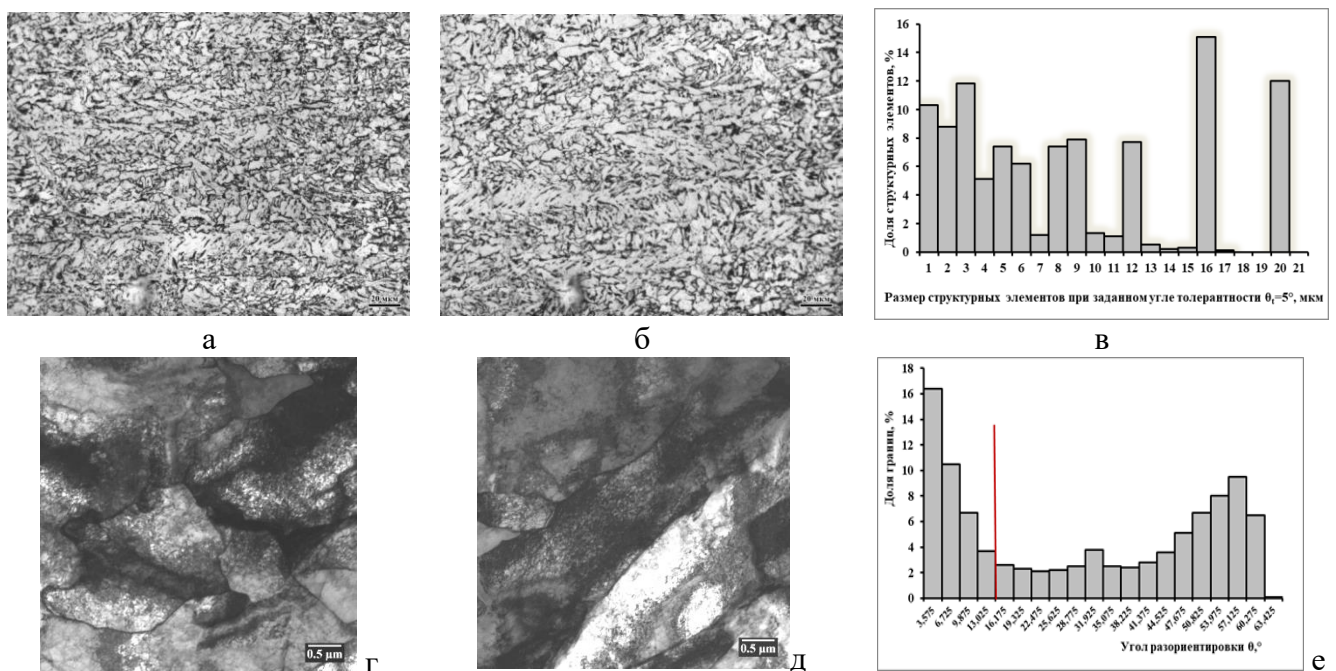 20 мкм
20 мкм
Доля структурных элементов, %
16
14
12
10
8
6
4
2
0
1 2 3 4 5 6 7 8 9 10 11 12 13 14 15 16 17 18 19 20 21
Размер структурных элементов при заданном угле толерантности θt=5°, мкм
а
б
в
0.5 µm
г
0.5 µm
д
Доля границ, %
18
16
14
12
10
8
6
4
2
0
3,575 6,725 9,875 13,025 16,175 19,325 22,475 25,625 28,775 31,925 35,075 38,225 41,375 44,525 47,675 50,825 53,975 57,125 60,275 63,425
Угол разориентировки θ,°
е